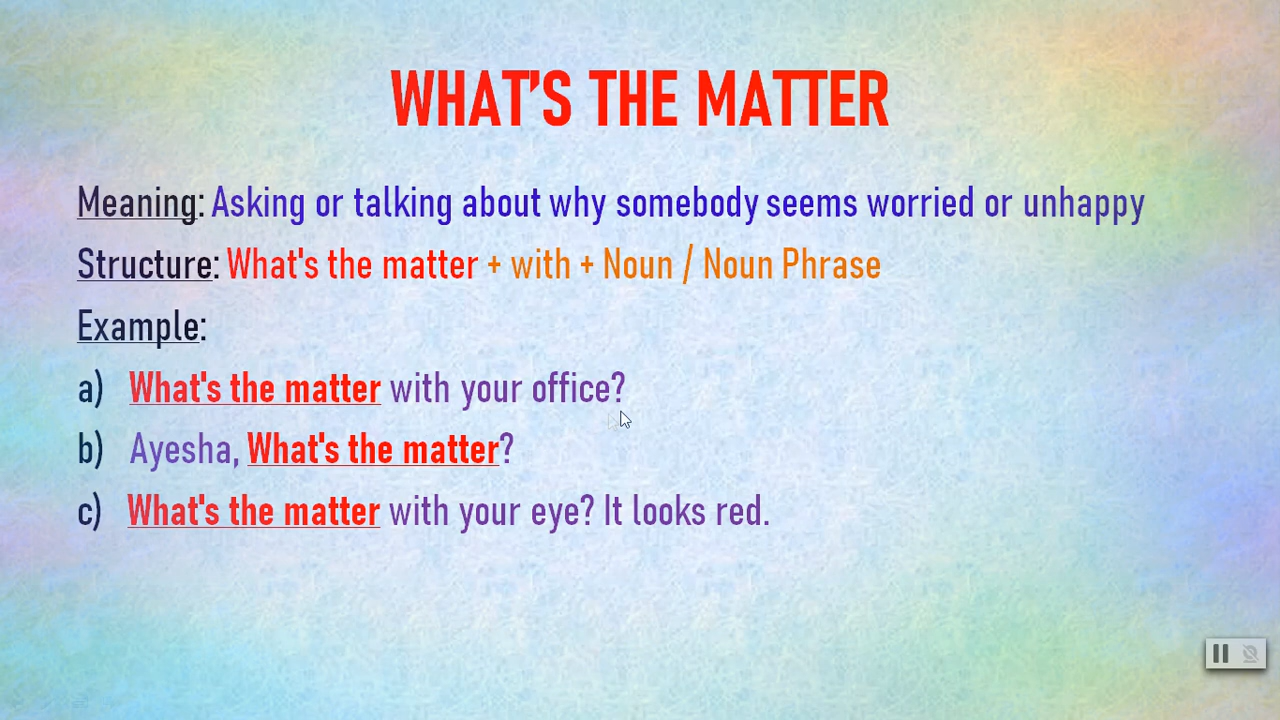 WHAT'S THE MATTER
Meaning: Asking or talking about why somebody seems worried or unhappy
Structure: What's the matter + with + Noun / Noun Phrase
Example:
a) What's the matter with your office?
b) Ayesha, What's the matter?
c) What's the matter with your eye? It looks red.